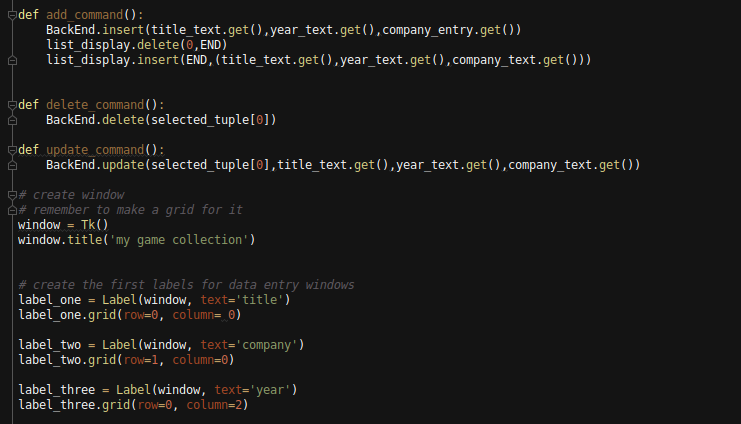 def add_command():
    BackEnd.insert(title_text.get(),year_text.get(),company_entry.get())
    list_display.delete(0,END)
    list_display.insert(END,(title_text.get(),year_text.get(),company_text.get()))
def delete_command():
    BackEnd.delete(selected_tuple[0])
def update_command():
    BackEnd.update(selected_tuple[0],title_text.get(),year_text.get(),company_text.get())
# create window
# remember to make a grid for it
window = Tk()
window.title('my game collection')
# create the first labels for data entry windows
label_one = Label(window, text='title')
label_one.grid(row=0, column= 0)
label_two = Label(window, text='company')
label_two.grid(row=1, column=0)
label_three = Label(window, text='year')
label_three.grid(row=0, column=2)